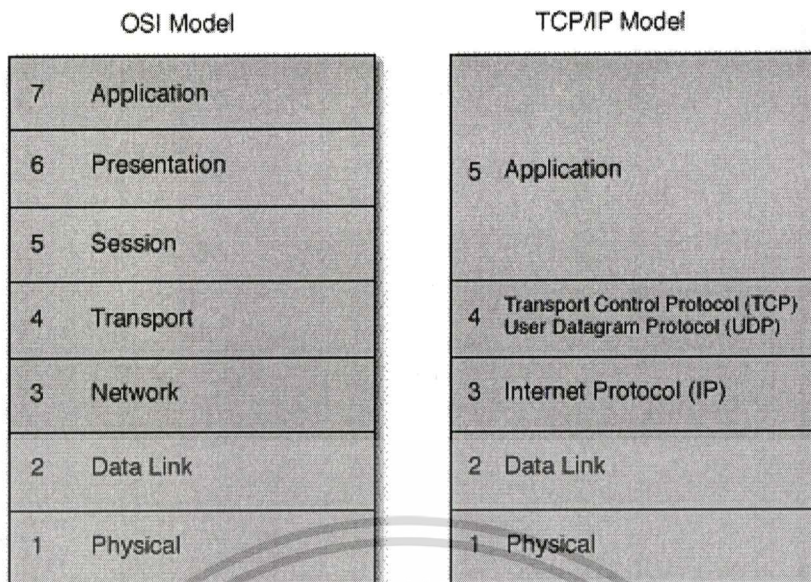 OSI Model
7 Application
6 Presentation
5 Session
4 Transport
3 Network
2 Data Link
1 Physical
TCP/IP Model
5 Application
4 Transport Control Protocol (TCP)
User Datagram Protocol (UDP)
3 Internet Protocol (IP)
2 Data Link
1 Physical